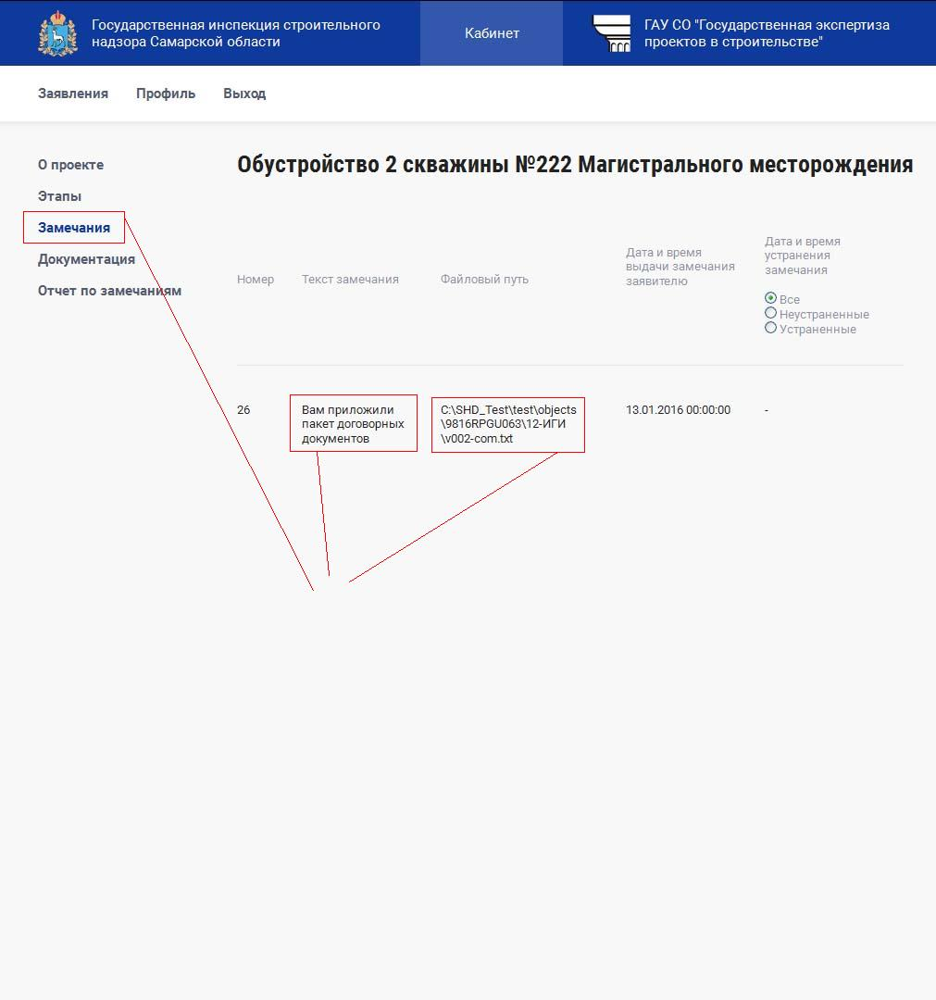 Государственная инспекция строительного
надзора Самарской области
Кабинет
ГАУ СО "Государственная экспертиза
проектов в строительстве"
Заявления
Профиль
Выход
О проекте
Этапы
Замечания
Документация
Отчет по замечаниям
Обустройство 2 скважины №222 Магистрального месторождения
Номер
Текст замечания
Файловый путь
Дата и время
выдачи замечания
заявителю
Дата и время
устранения
замечания
Все
Неустраненные
Устраненные
26
Вам приложили
пакет договорных
документов
C:\SHD_Test\test\objects
\9816RPGU063\12-ИГИ
\v002-com.txt
13.01.2016 00:00:00
-